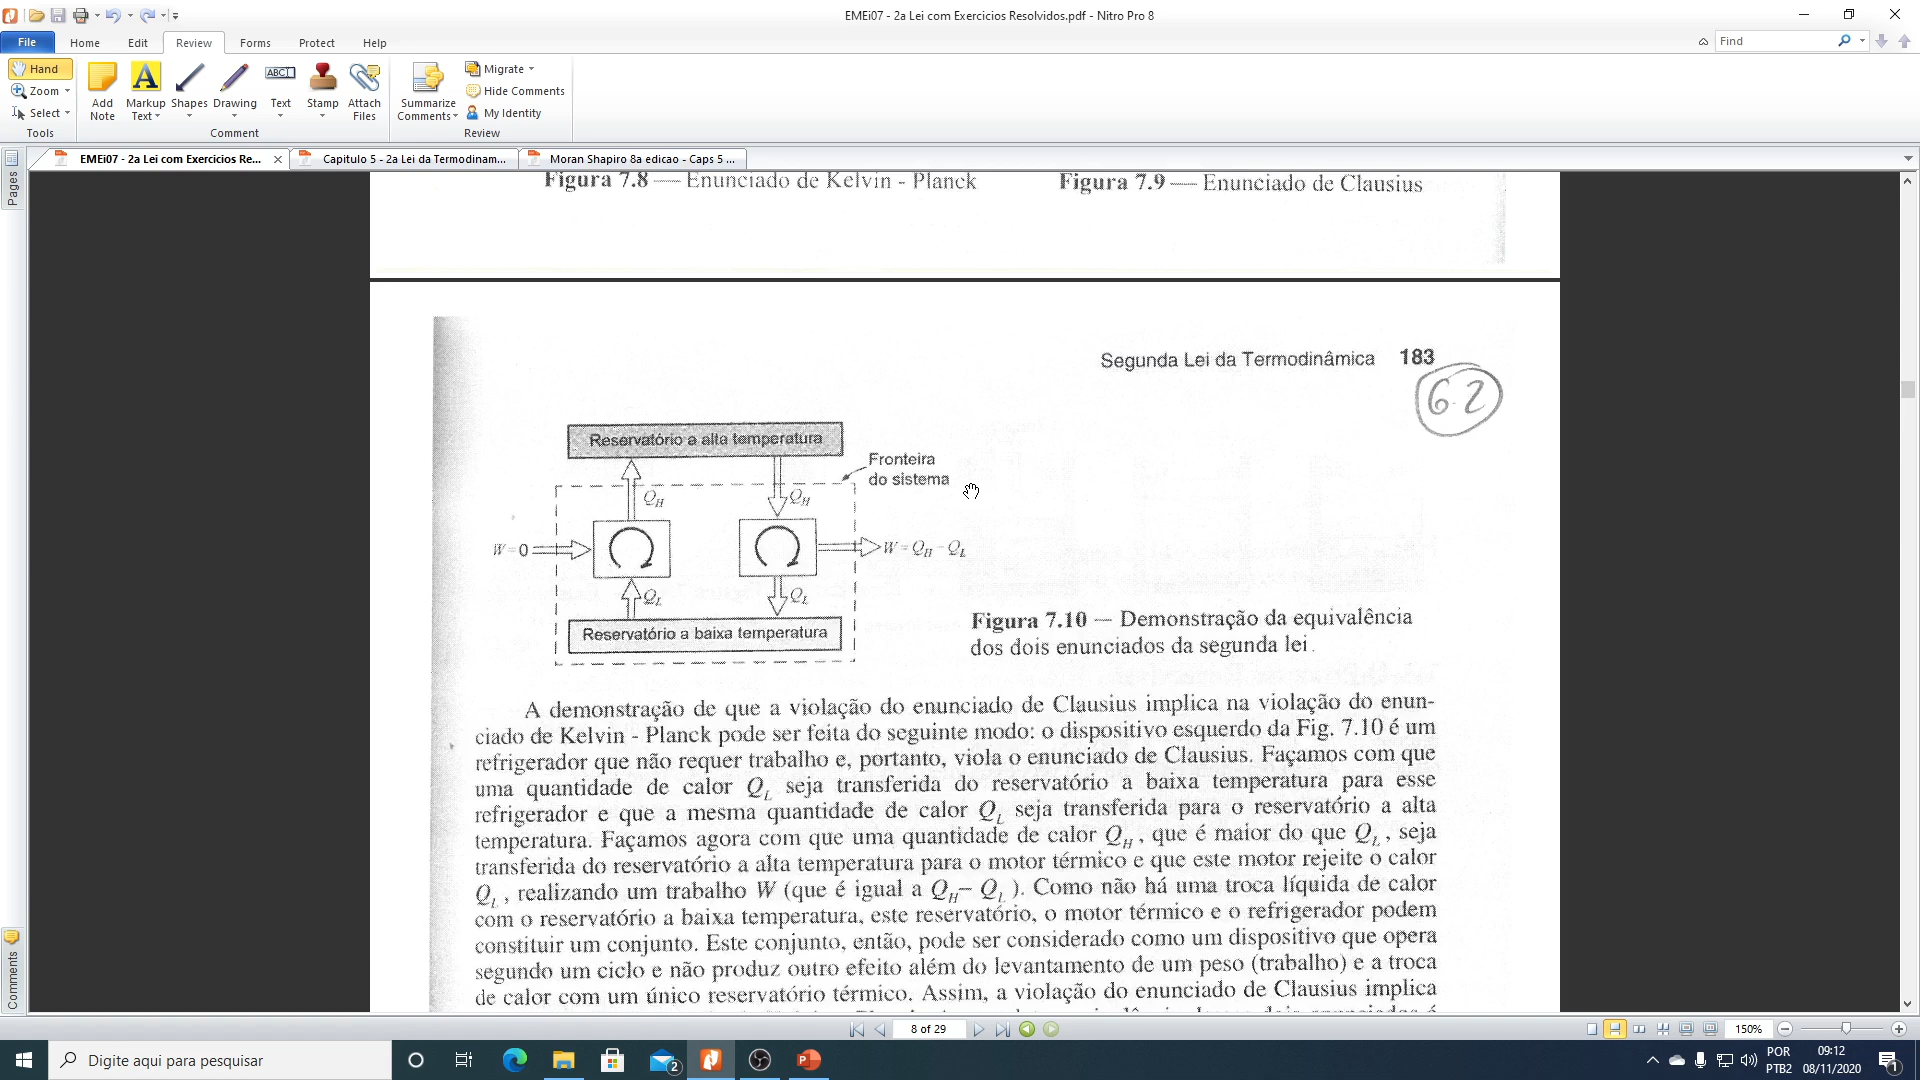 EMEi07 - 2a Lei com Exercicios Resolvidos.pdf - Nitro Pro 8
File Home Edit Review Forms Protect Help
Find
Hand
Zoom
Select
Tools
Add Note
Markup Text
Shapes
Drawing
Text
Stamp
Attach Files
Comment
Summarize Comments
Migrate
Hide Comments
My Identity
Review
EMEi07 - 2a Lei com Exercicios Re...
Capitulo 5 - 2a Lei da Termodinam...
Moran Shapiro 8a edicao - Caps 5 ...
Pages
Figura 7.8 — Enunciado de Kelvin - Planck
Figura 7.9 — Enunciado de Clausius
Segunda Lei da Termodinâmica 183
62
Reservatório a alta temperatura
Fronteira
do sistema
Q_H
Q_H
W = 0
W = Q_H - Q_L
Q_L
Q_L
Reservatório a baixa temperatura
Figura 7.10 — Demonstração da equivalência
dos dois enunciados da segunda lei.
A demonstração de que a violação do enunciado de Clausius implica na violação do enun-
ciado de Kelvin - Planck pode ser feita do seguinte modo: o dispositivo esquerdo da Fig. 7.10 é um
refrigerador que não requer trabalho e, portanto, viola o enunciado de Clausius. Façamos com que
uma quantidade de calor Q_L seja transferida do reservatório a baixa temperatura para esse
refrigerador e que a mesma quantidade de calor Q_L seja transferida para o reservatório a alta
temperatura. Façamos agora com que uma quantidade de calor Q_H, que é maior do que Q_L, seja
transferida do reservatório a alta temperatura para o motor térmico e que este motor rejeite o calor
Q_L, realizando um trabalho W (que é igual a Q_H– Q_L). Como não há uma troca líquida de calor
com o reservatório a baixa temperatura, este reservatório, o motor térmico e o refrigerador podem
constituir um conjunto. Este conjunto, então, pode ser considerado como um dispositivo que opera
segundo um ciclo e não produz outro efeito além do levantamento de um peso (trabalho) e a troca
de calor com um único reservatório térmico. Assim, a violação do enunciado de Clausius implica
Comments
8 of 29
150%
Digite aqui para pesquisar
2
POR
PTB2
09:12
08/11/2020
1